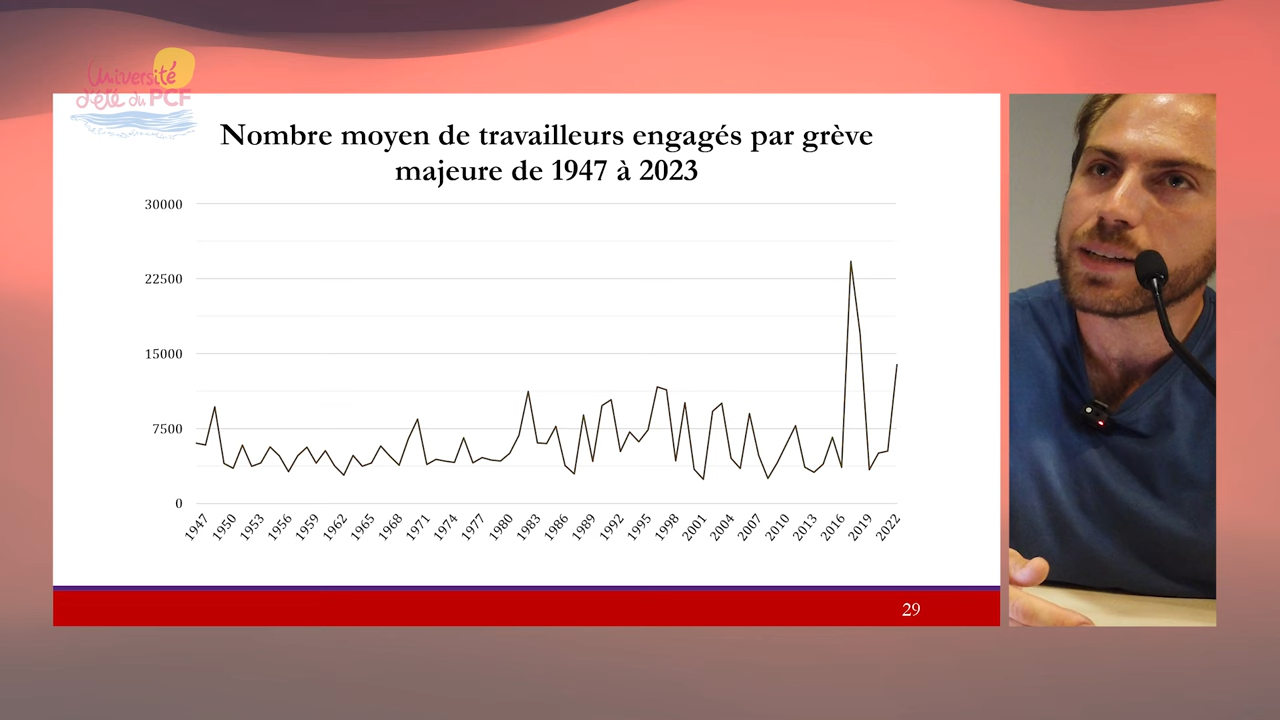 Université
d'été du PCF
Nombre moyen de travailleurs engagés par grève
majeure de 1947 à 2023
30000
22500
15000
7500
0
1947 1950 1953 1956 1959 1962 1965 1968 1971 1974 1977 1980 1983 1986 1989 1992 1995 1998 2001 2004 2007 2010 2013 2016 2019 2022
29